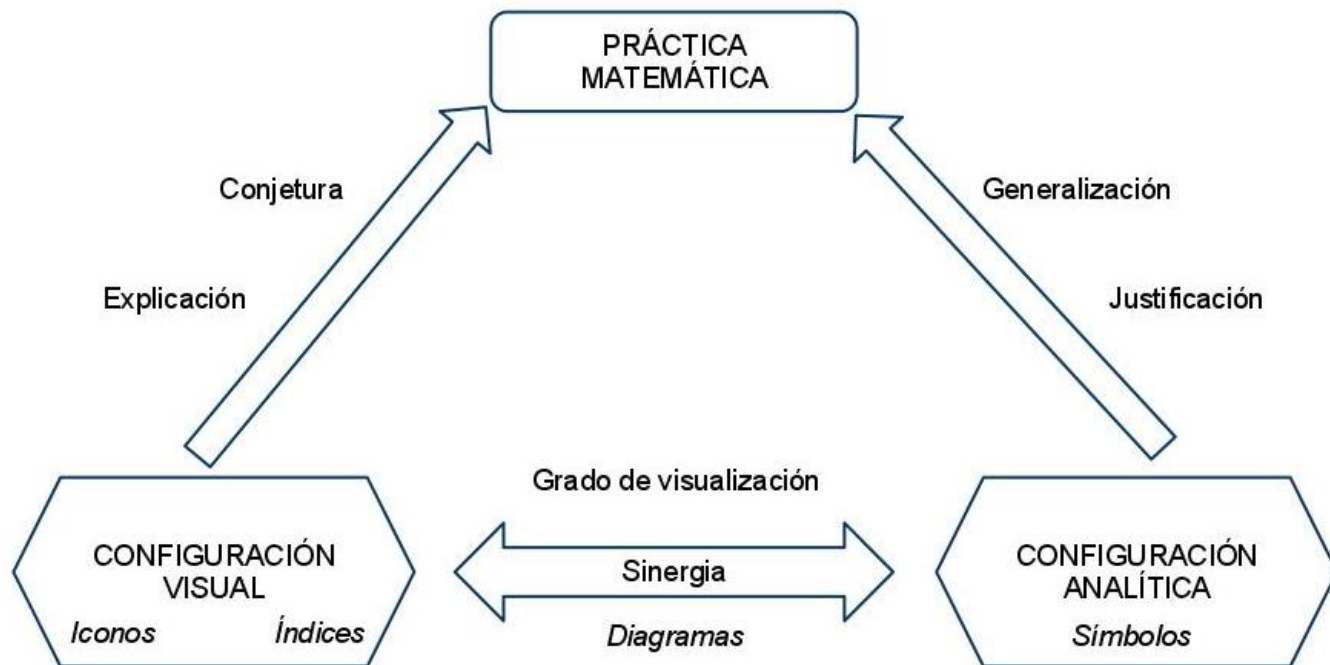 PRÁCTICA
MATEMÁTICA
Conjetura
Generalización
Explicación
Justificación
Grado de visualización
CONFIGURACIÓN
VISUAL
Iconos Índices
Sinergia
Diagramas
CONFIGURACIÓN
ANALÍTICA
Símbolos